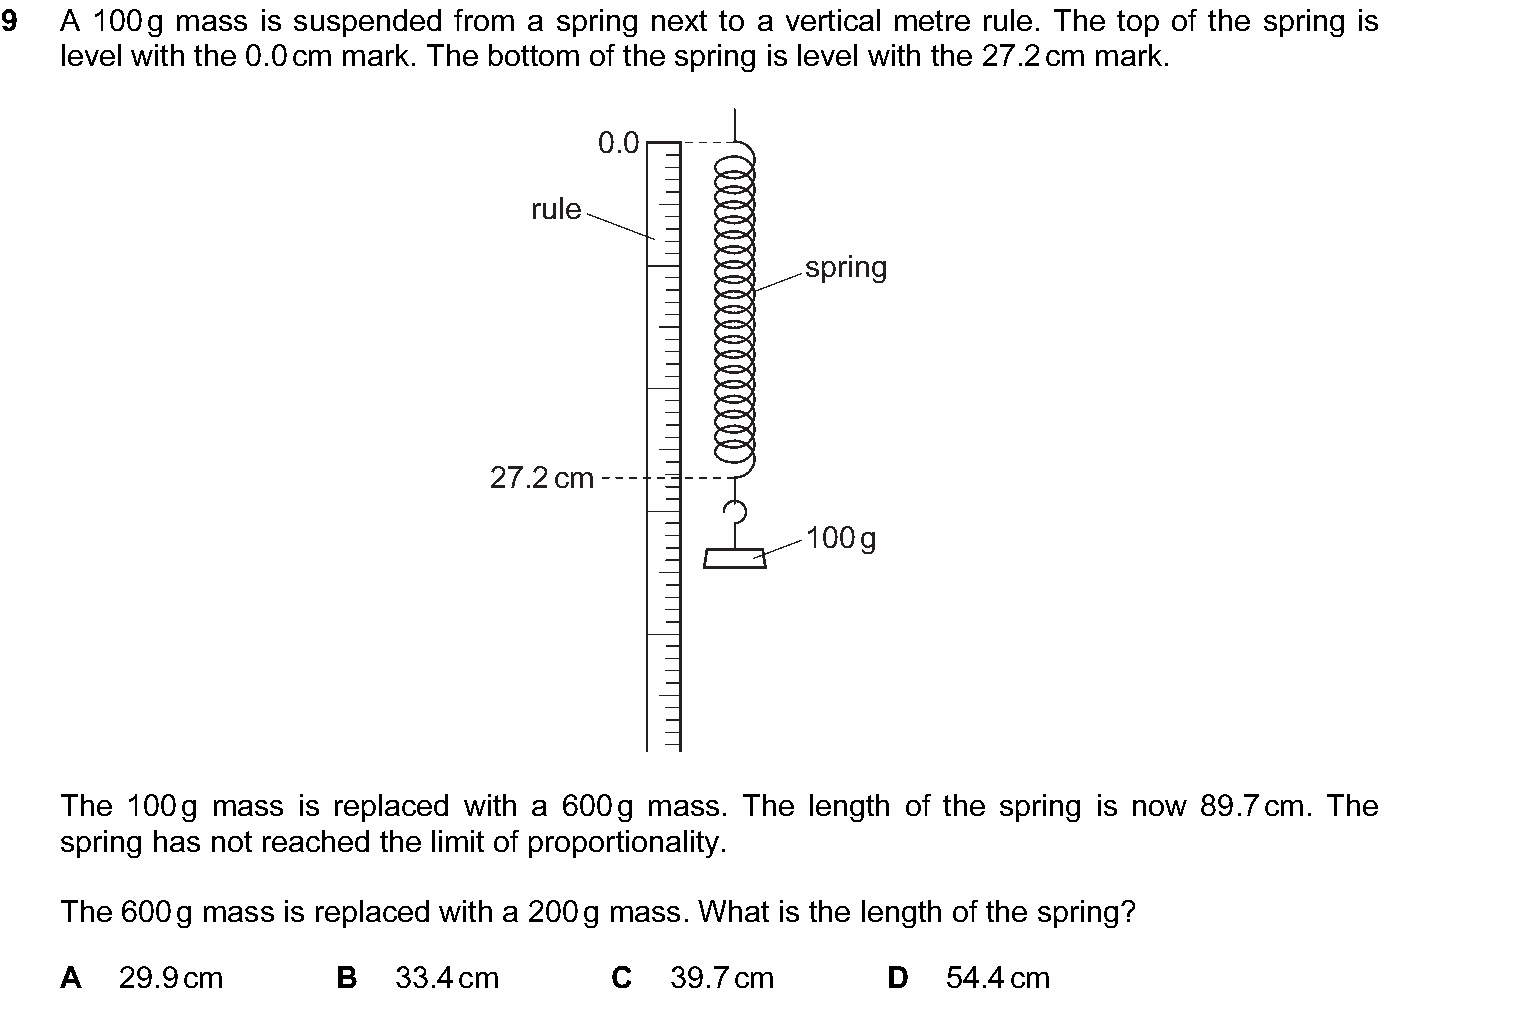 9 A 100 g mass is suspended from a spring next to a vertical metre rule. The top of the spring is
level with the 0.0 cm mark. The bottom of the spring is level with the 27.2 cm mark.
0.0
rule
spring
27.2 cm
100 g
The 100 g mass is replaced with a 600 g mass. The length of the spring is now 89.7 cm. The
spring has not reached the limit of proportionality.
The 600 g mass is replaced with a 200 g mass. What is the length of the spring?
A 29.9 cm B 33.4 cm C 39.7 cm D 54.4 cm